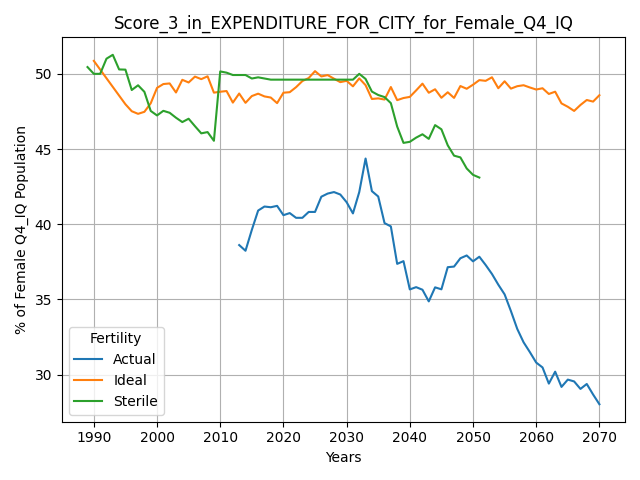 Score_3_in_EXPENDITURE_FOR_CITY_for_Female_Q4_IQ
% of Female Q4_IQ Population
50
45
40
35
30
Fertility
Actual
Ideal
Sterile
1990 2000 2010 2020 2030 2040 2050 2060 2070
Years